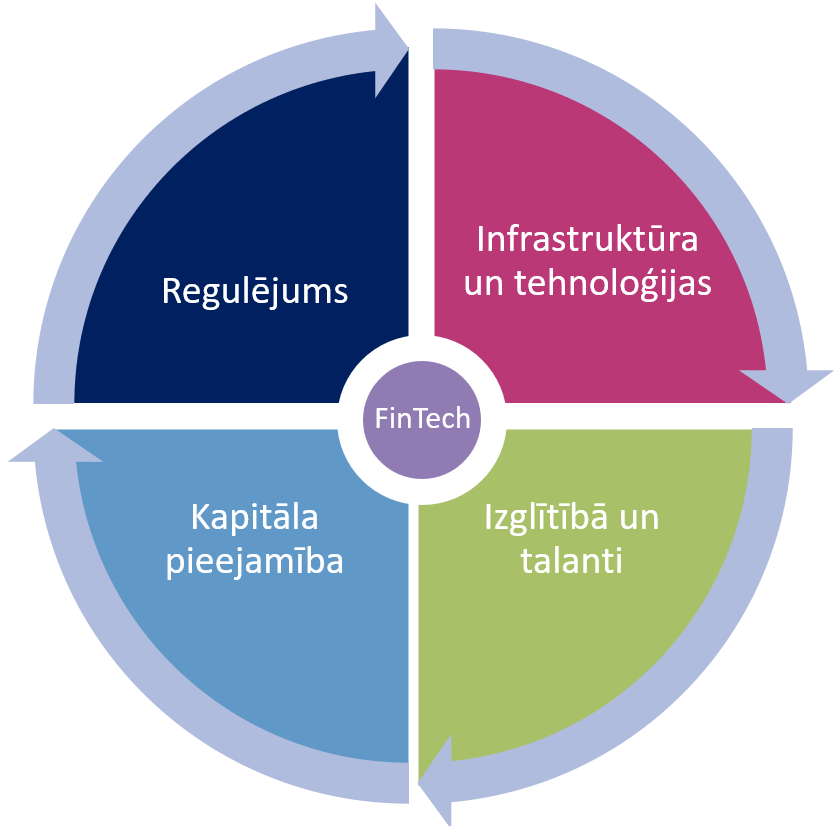 Regulējums
Infrastruktūra
un tehnoloģijas
FinTech
Kapitāla
pieejamība
Izglītībā un
talanti